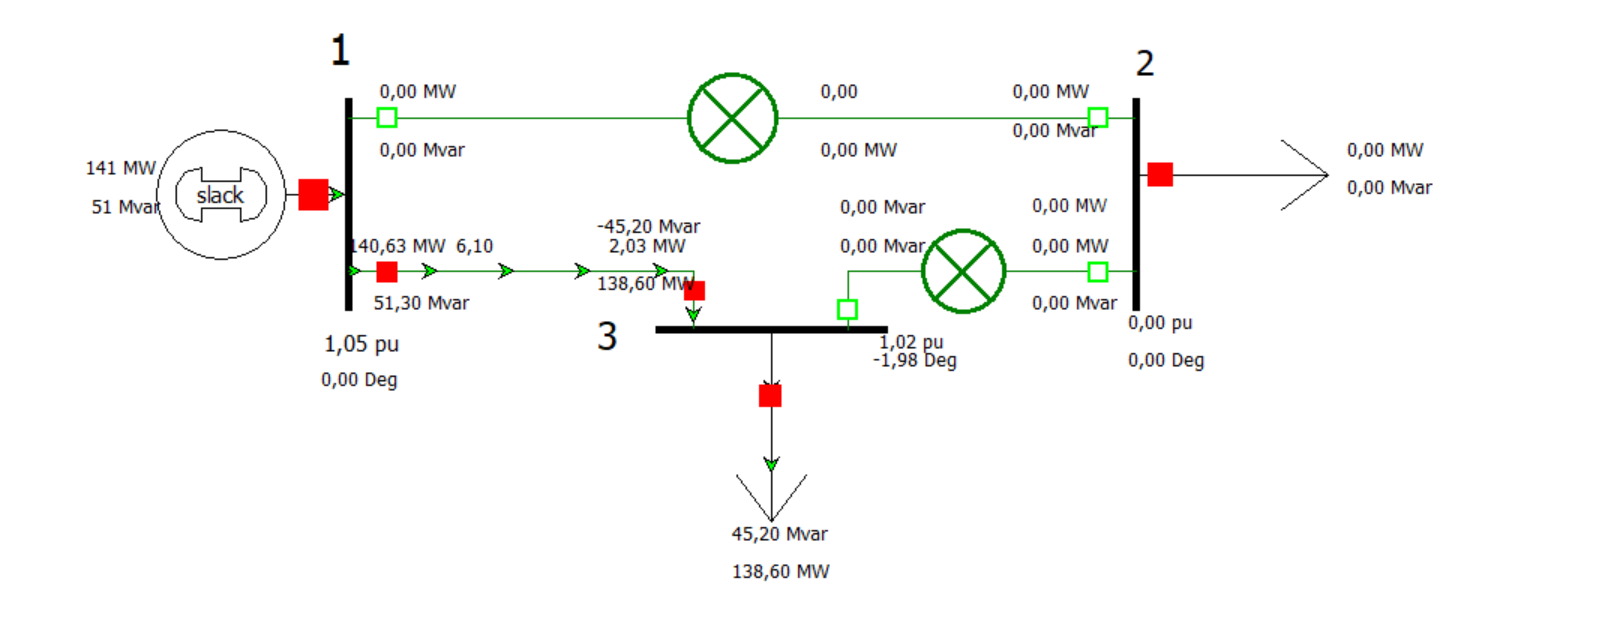 1
2
0,00 MW
0,00
0,00 MW
0,00 Mvar
0,00 Mvar
0,00 MW
0,00 MW
0,00 Mvar
141 MW
51 Mvar
slack
0,00 Mvar
0,00 MW
-45,20 Mvar
140,63 MW
6,10
2,03 MW
0,00 Mvar
0,00 MW
138,60 MW
51,30 Mvar
0,00 Mvar
3
1,05 pu
0,00 Deg
1,02 pu
-1,98 Deg
0,00 pu
0,00 Deg
45,20 Mvar
138,60 MW